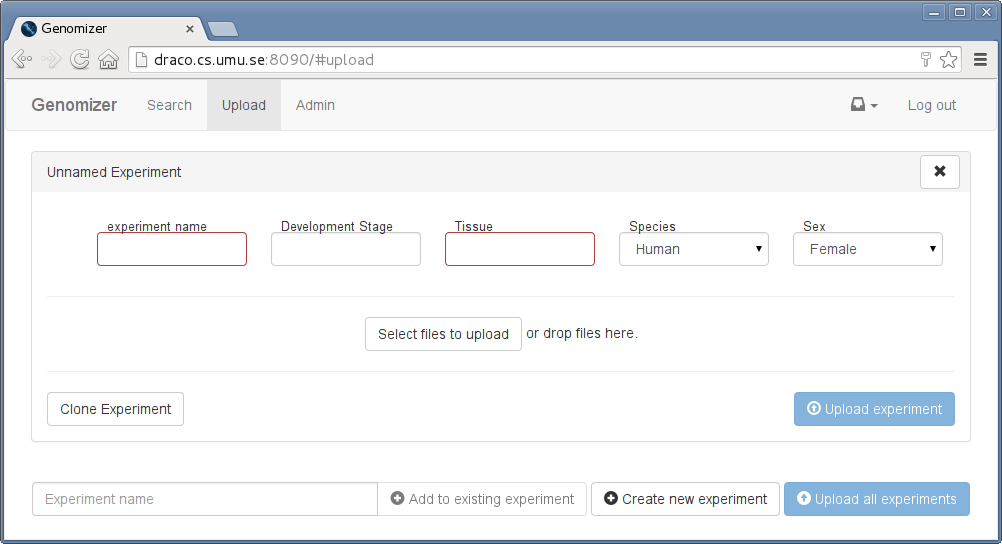 Genomizer
draco.cs.umu.se:8090/#upload
Genomizer Search Upload Admin Log out
Unnamed Experiment
experiment name Development Stage Tissue Species Sex
Human Female
Select files to upload or drop files here.
Clone Experiment Upload experiment
Experiment name Add to existing experiment Create new experiment Upload all experiments